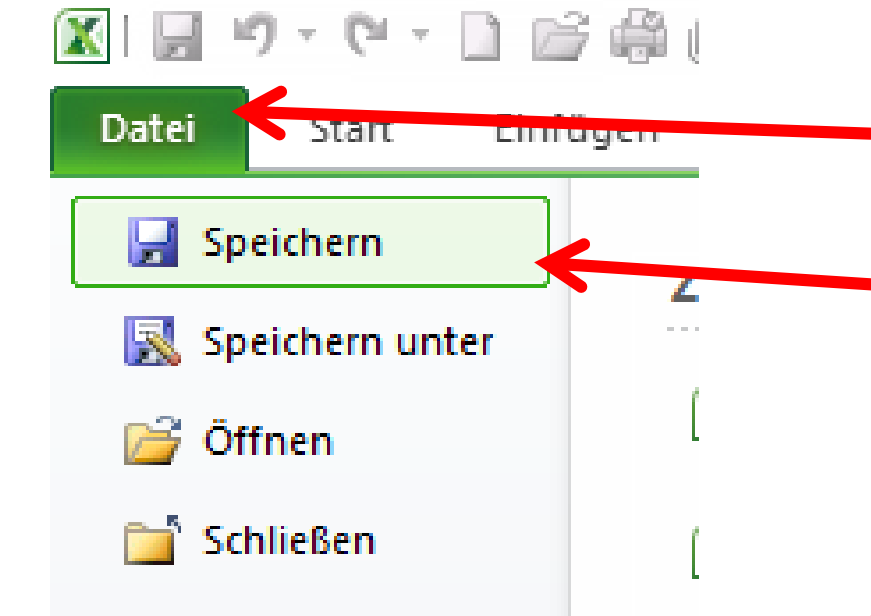 Datei Start Einfügen
Speichern
Speichern unter
Öffnen
Schließen